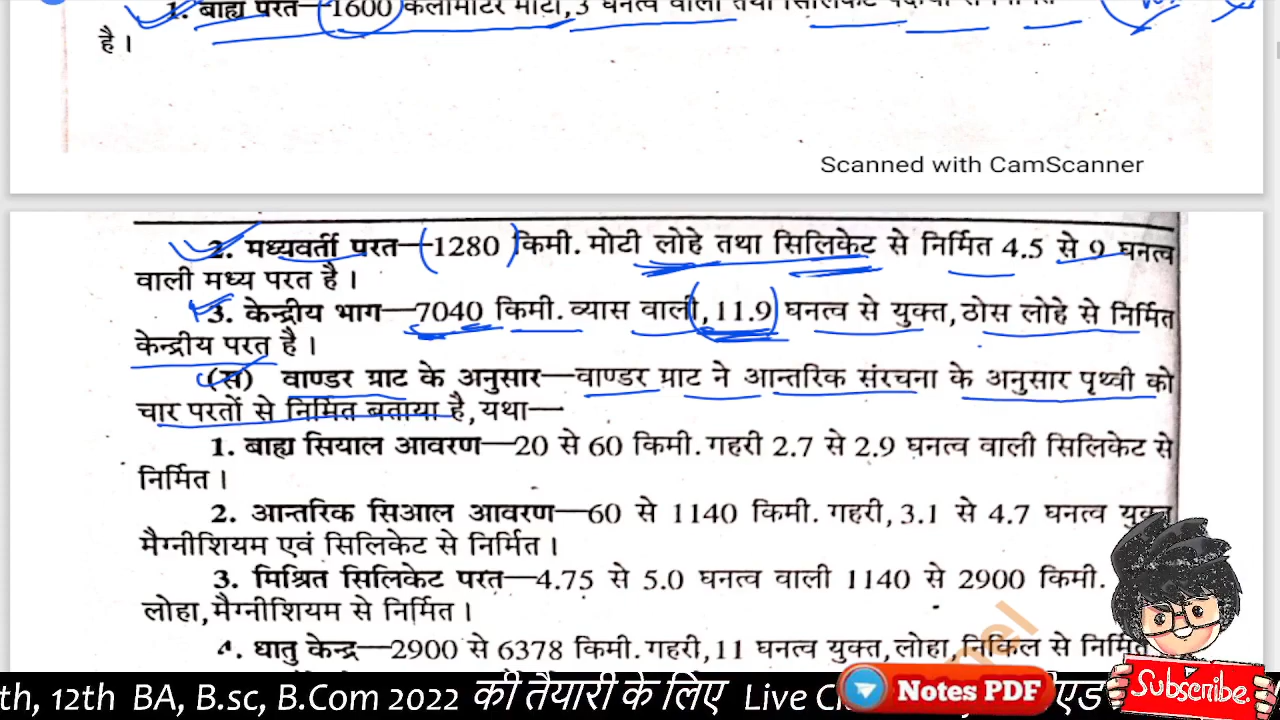 1. बाह्य परत—1600 किलोमीटर मोटी, 3 घनत्व वाली तथा सिलिकेट
है।
Scanned with CamScanner
2. मध्यवर्ती परत—1280 किमी. मोटी लोहे तथा सिलिकेट से निर्मित 4.5 से 9 घनत्व
वाली मध्य परत है।
3. केन्द्रीय भाग—7040 किमी. व्यास वाली, 11.9 घनत्व से युक्त, ठोस लोहे से निर्मित
केन्द्रीय परत है।
(स) वाण्डर ग्राट के अनुसार—वाण्डर ग्राट ने आन्तरिक संरचना के अनुसार पृथ्वी को
चार परतों से निर्मित बताया है, यथा—
1. बाह्य सियाल आवरण—20 से 60 किमी. गहरी 2.7 से 2.9 घनत्व वाली सिलिकेट से
निर्मित।
2. आन्तरिक सिआल आवरण—60 से 1140 किमी. गहरी, 3.1 से 4.7 घनत्व युक्त
मैग्नीशियम एवं सिलिकेट से निर्मित।
3. मिश्रित सिलिकेट परत—4.75 से 5.0 घनत्व वाली 1140 से 2900 किमी.
लोहा, मैग्नीशियम से निर्मित।
4. धातु केन्द्र—2900 से 6378 किमी. गहरी, 11 घनत्व युक्त, लोहा, निकिल से निर्मित
th, 12th BA, B.sc, B.Com 2022 की तैयारी के लिए Live
Notes PDF
Subscribe